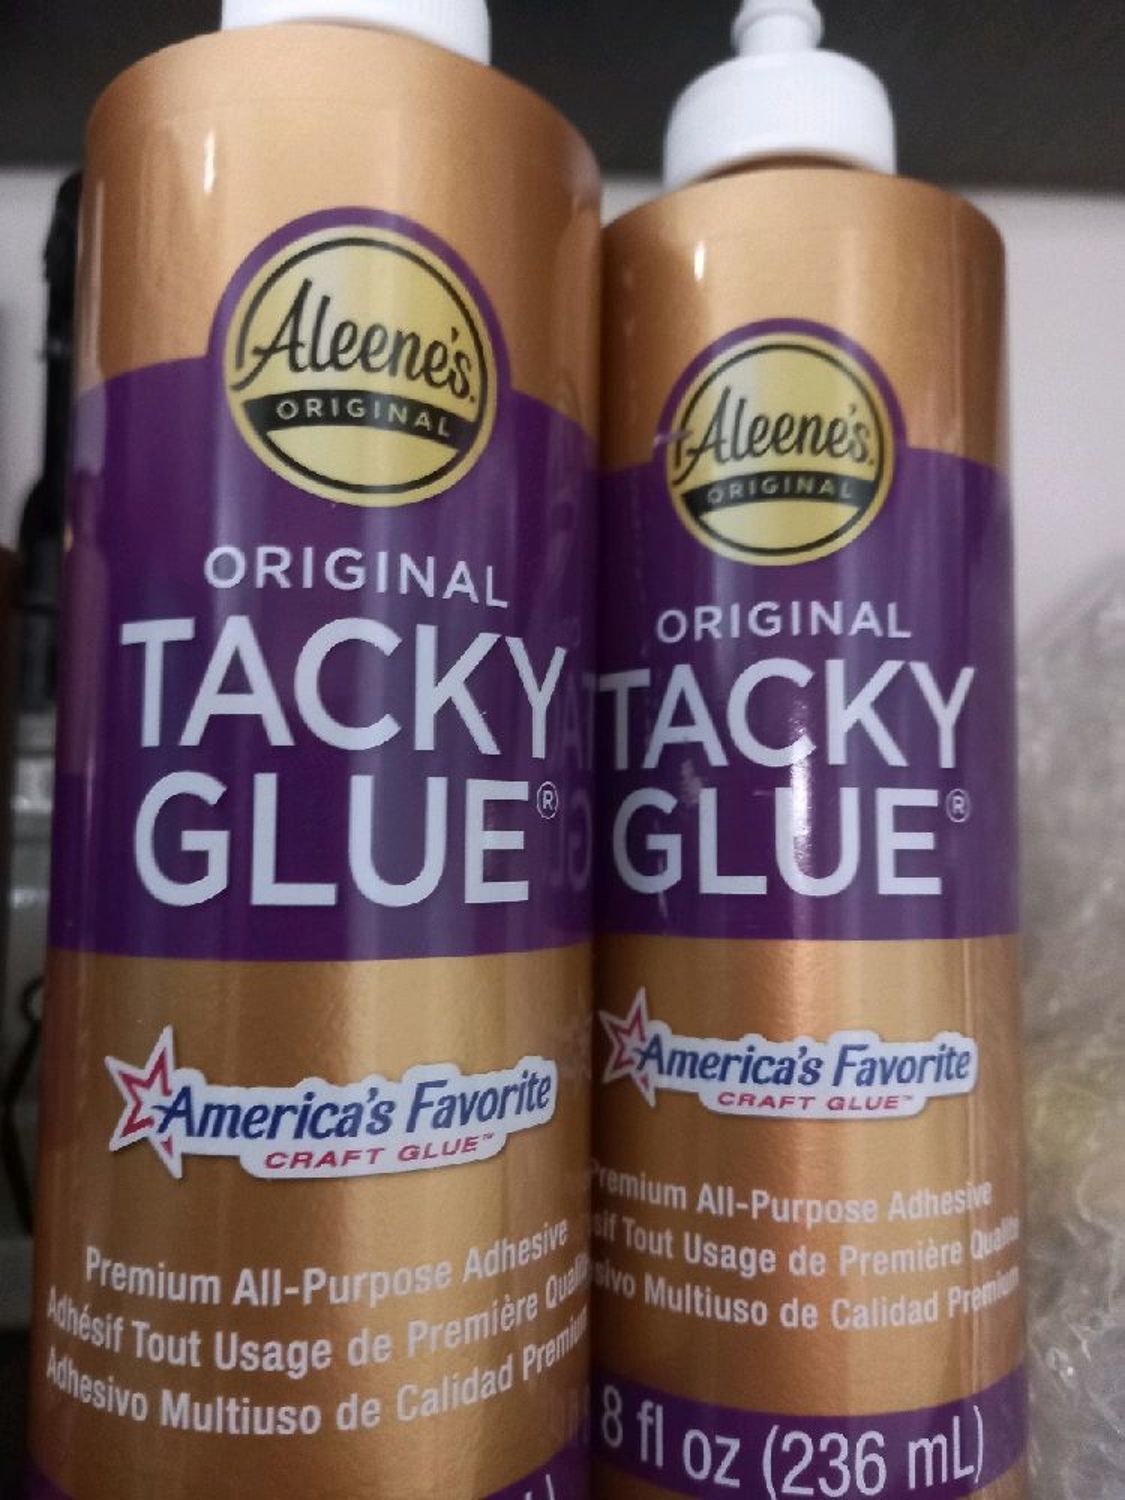 Aleene's
ORIGINAL
ORIGINAL
TACKY
GLUE®
America's Favorite
CRAFT GLUE™
Premium All-Purpose Adhesive
Adhésif Tout Usage de Première
Adhesivo Multiuso de Calidad Premium
Aleene's
ORIGINAL
ORIGINAL
TACKY
GLUE®
America's Favorite
CRAFT GLUE™
Premium All-Purpose Adhesive
Tout Usage de Première Qualité
Multiuso de Calidad Premium
8 fl oz (236 mL)